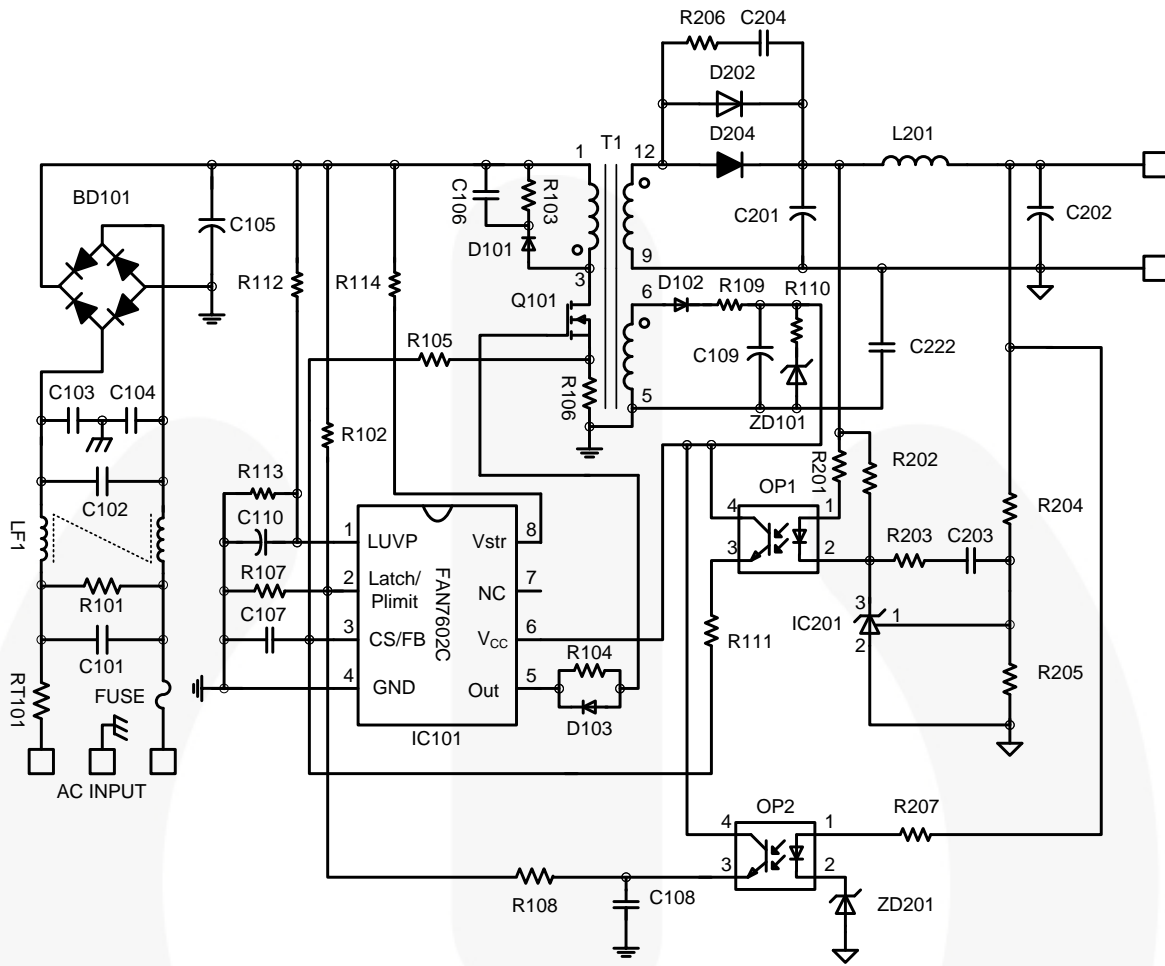 R206
C204
D202
D204
T1
L201
1
12
BD101
C106
R103
C105
C201
C202
D101
R112
R114
3
9
Q101
6
D102
R109
R110
R105
C109
C222
C103
C104
R106
5
ZD101
R102
R201
R202
R113
OP1
C102
4
1
R204
LF1
C110
1
LUVP
Vstr
8
3
2
R203
C203
R107
2
Latch/
Plimit
FAN7602C
NC
7
R101
C107
3
CS/FB
VCC
6
R111
3
1
IC201
2
C101
R104
R205
RT101
FUSE
4
GND
Out
5
D103
IC101
AC INPUT
OP2
4
1
R207
3
2
R108
C108
ZD201